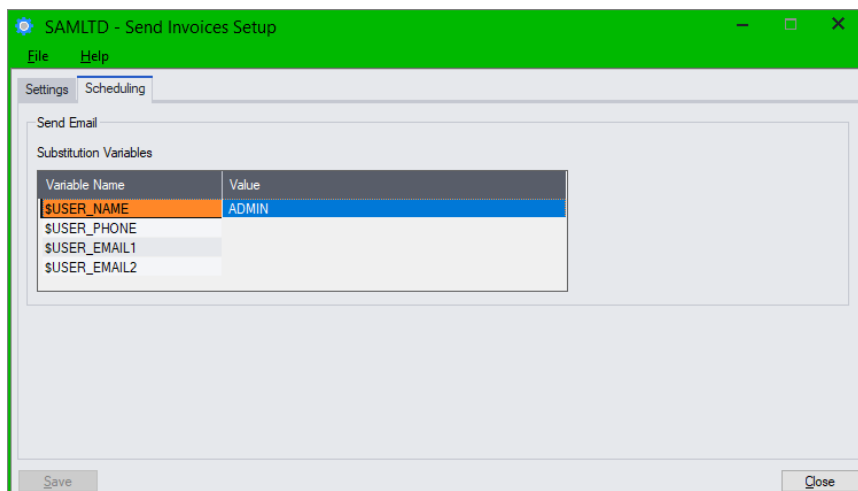 SAMLTD - Send Invoices Setup
File Help
Settings Scheduling
Send Email
Substitution Variables
Variable Name Value
$USER_NAME ADMIN
$USER_PHONE
$USER_EMAIL1
$USER_EMAIL2
Save Close